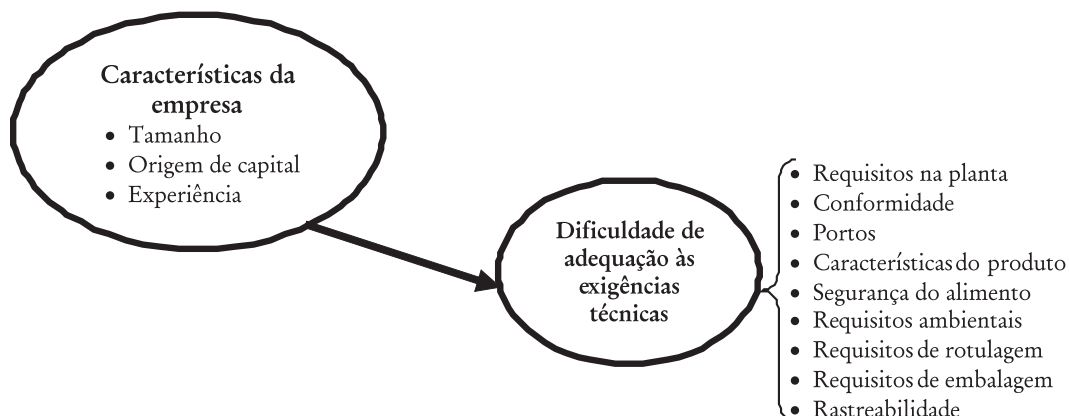 Características da
empresa
• Tamanho
• Origem de capital
• Experiência
Dificuldade de
adequação às
exigências
técnicas
• Requisitos na planta
• Conformidade
• Portos
• Características do produto
• Segurança do alimento
• Requisitos ambientais
• Requisitos de rotulagem
• Requisitos de embalagem
• Rastreabilidade